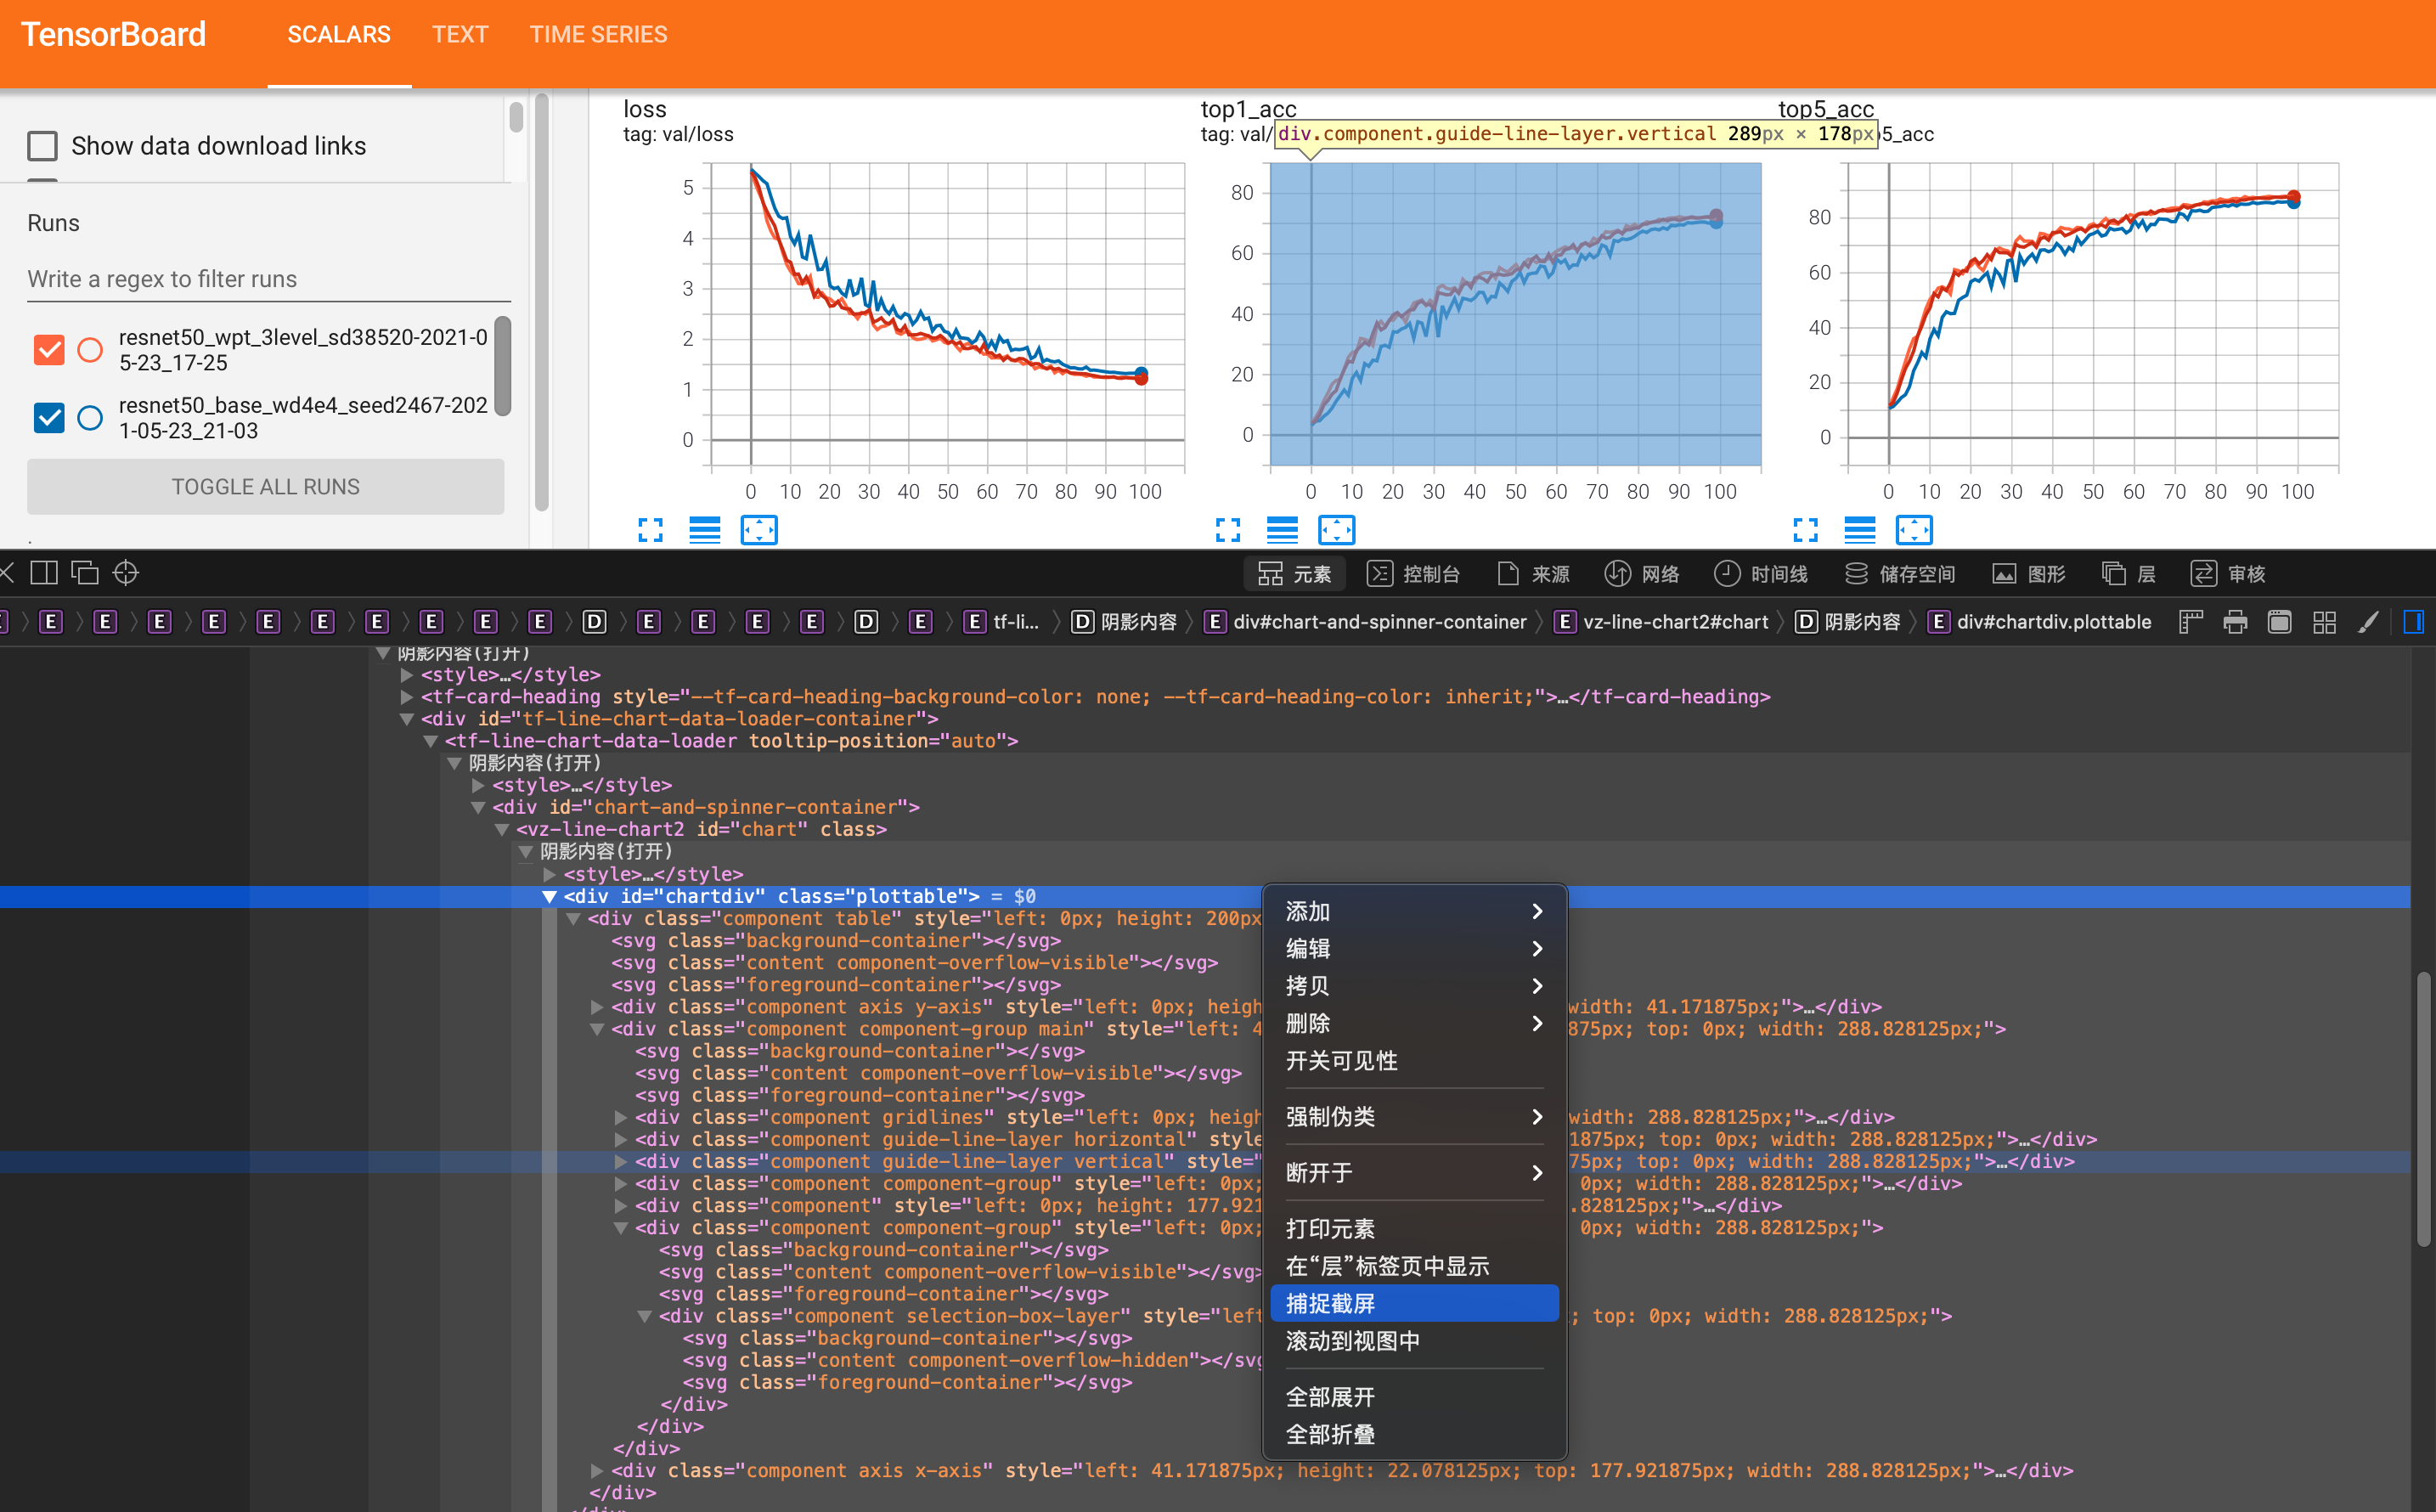 TensorBoard SCALARS TEXT TIME SERIES
Show data download links
Runs
Write a regex to filter runs
resnet50_wpt_3level_sd38520-2021-0
5-23_17-25
resnet50_base_wd4e4_seed2467-202
1-05-23_21-03
TOGGLE ALL RUNS
loss
tag: val/loss
5
4
3
2
1
0
0 10 20 30 40 50 60 70 80 90 100
top1_acc
tag: val/
div.component.guide-line-layer.vertical 289px × 178px
80
60
40
20
0
0 10 20 30 40 50 60 70 80 90 100
top5_acc
5_acc
80
60
40
20
0
0 10 20 30 40 50 60 70 80 90 100
元素 控制台 来源 网络 时间线 储存空间 图形 层 审核
E E E E E E E E E E D E E E E D E E tf-li... D 阴影内容 E div#chart-and-spinner-container E vz-line-chart2#chart D 阴影内容 E div#chartdiv.plottable
阴影内容(打开)
<style>…</style>
<tf-card-heading style="--tf-card-heading-background-color: none; --tf-card-heading-color: inherit;">…</tf-card-heading>
<div id="tf-line-chart-data-loader-container">
<tf-line-chart-data-loader tooltip-position="auto">
阴影内容(打开)
<style>…</style>
<div id="chart-and-spinner-container">
<vz-line-chart2 id="chart" class>
阴影内容(打开)
<style>…</style>
<div id="chartdiv" class="plottable"> = $0
<div class="component table" style="left: 0px; height: 200px
<svg class="background-container"></svg>
<svg class="content component-overflow-visible"></svg>
<svg class="foreground-container"></svg>
<div class="component axis y-axis" style="left: 0px; heigh width: 41.171875px;">…</div>
<div class="component component-group main" style="left: 4 875px; top: 0px; width: 288.828125px;">
<svg class="background-container"></svg>
<svg class="content component-overflow-visible"></svg>
<svg class="foreground-container"></svg>
<div class="component gridlines" style="left: 0px; heigh width: 288.828125px;">…</div>
<div class="component guide-line-layer horizontal" style 1875px; top: 0px; width: 288.828125px;">…</div>
<div class="component guide-line-layer vertical" style=" 75px; top: 0px; width: 288.828125px;">…</div>
<div class="component component-group" style="left: 0px; 0px; width: 288.828125px;">…</div>
<div class="component" style="left: 0px; height: 177.921 .828125px;">…</div>
<div class="component component-group" style="left: 0px; 0px; width: 288.828125px;">
<svg class="background-container"></svg>
<svg class="content component-overflow-visible"></svg>
<svg class="foreground-container"></svg>
<div class="component selection-box-layer" style="left ; top: 0px; width: 288.828125px;">
<svg class="background-container"></svg>
<svg class="content component-overflow-hidden"></svg
<svg class="foreground-container"></svg>
</div>
</div>
</div>
<div class="component axis x-axis" style="left: 41.171875px; height: 22.078125px; top: 177.921875px; width: 288.828125px;">…</div>
</div>
添加
编辑
拷贝
删除
开关可见性
强制伪类
断开于
打印元素
在“层”标签页中显示
捕捉截屏
滚动到视图中
全部展开
全部折叠